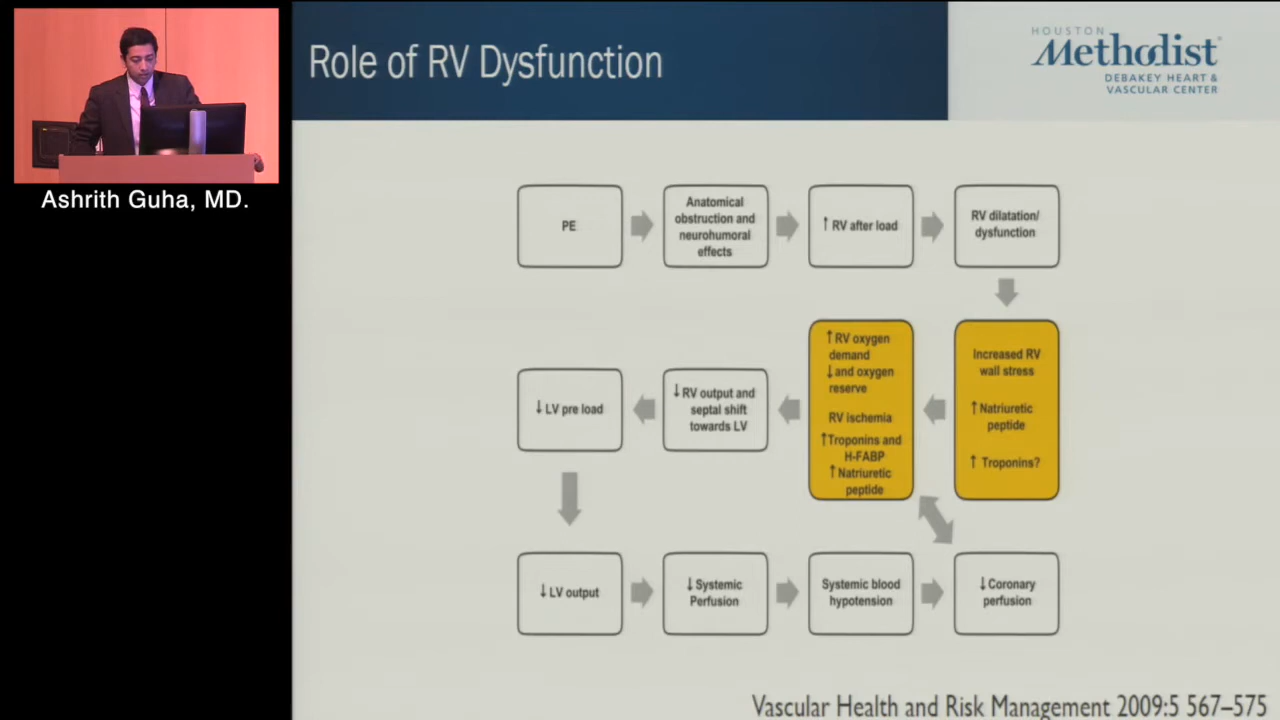 Role of RV Dysfunction
HOUSTON
Methodist®
DEBAKEY HEART &
VASCULAR CENTER
Ashrith Guha, MD.
PE
Anatomical
obstruction and
neurohumoral
effects
↑ RV after load
RV dilatation/
dysfunction
Increased RV
wall stress
↑ Natriuretic
peptide
↑ Troponins?
↑RV oxygen
demand
↓and oxygen
reserve
RV ischemia
↑Troponins and
H-FABP
↑Natriuretic
peptide
↓RV output and
septal shift
towards LV
↓LV pre load
↓LV output
↓Systemic
Perfusion
Systemic blood
hypotension
↓Coronary
perfusion
Vascular Health and Risk Management 2009:5 567–575